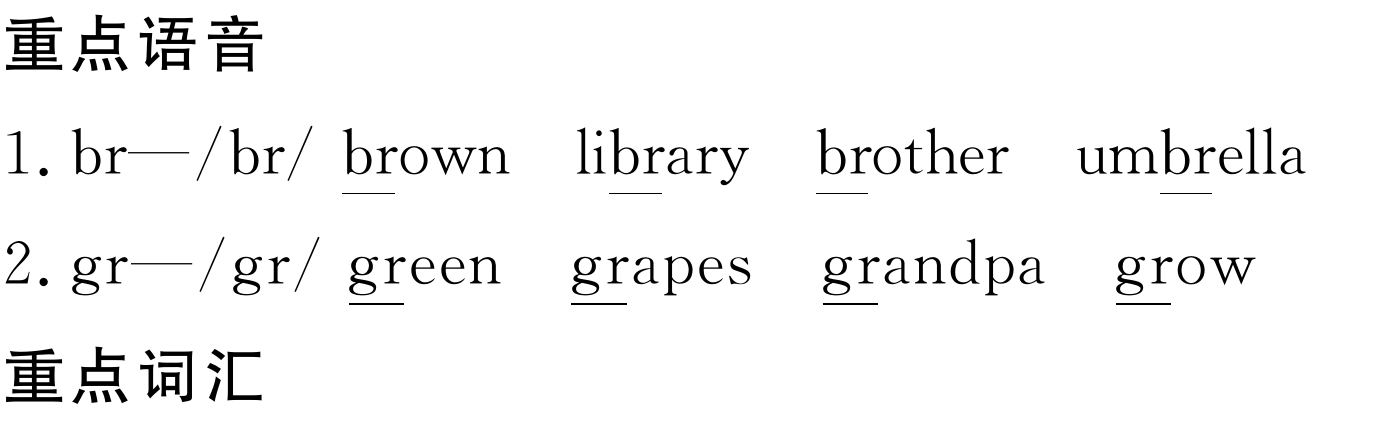 重点语音
1. br—/br/ brown library brother umbrella
2. gr—/gr/ green grapes grandpa grow
重点词汇